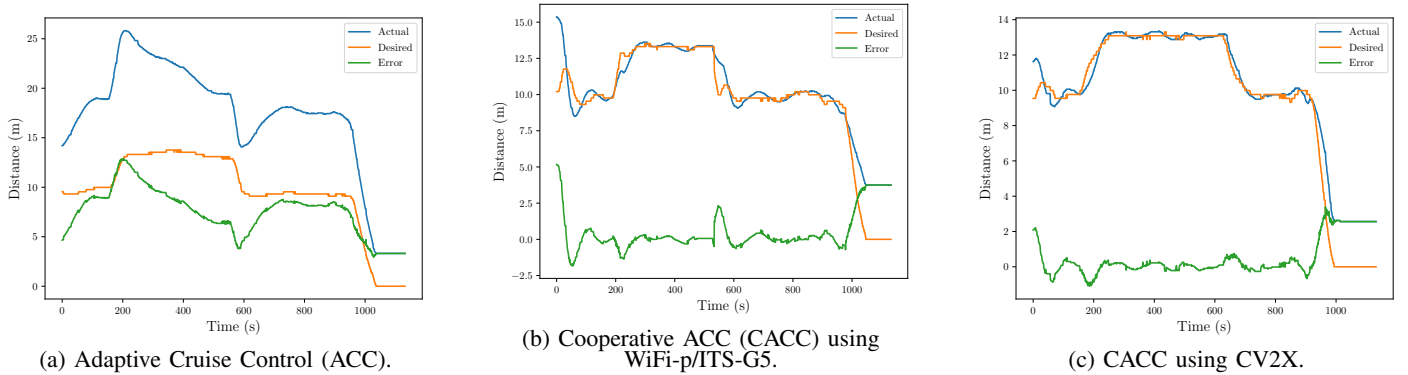 Actual
Desired
Error
25
20
15
10
5
0
Distance (m)
0 200 400 600 800 1000
Time (s)
(a) Adaptive Cruise Control (ACC).
Actual
Desired
Error
15.0
12.5
10.0
7.5
5.0
2.5
0.0
−2.5
Distance (m)
0 200 400 600 800 1000
Time (s)
(b) Cooperative ACC (CACC) using
WiFi-p/ITS-G5.
Actual
Desired
Error
14
12
10
8
6
4
2
0
Distance (m)
0 200 400 600 800 1000
Time (s)
(c) CACC using CV2X.